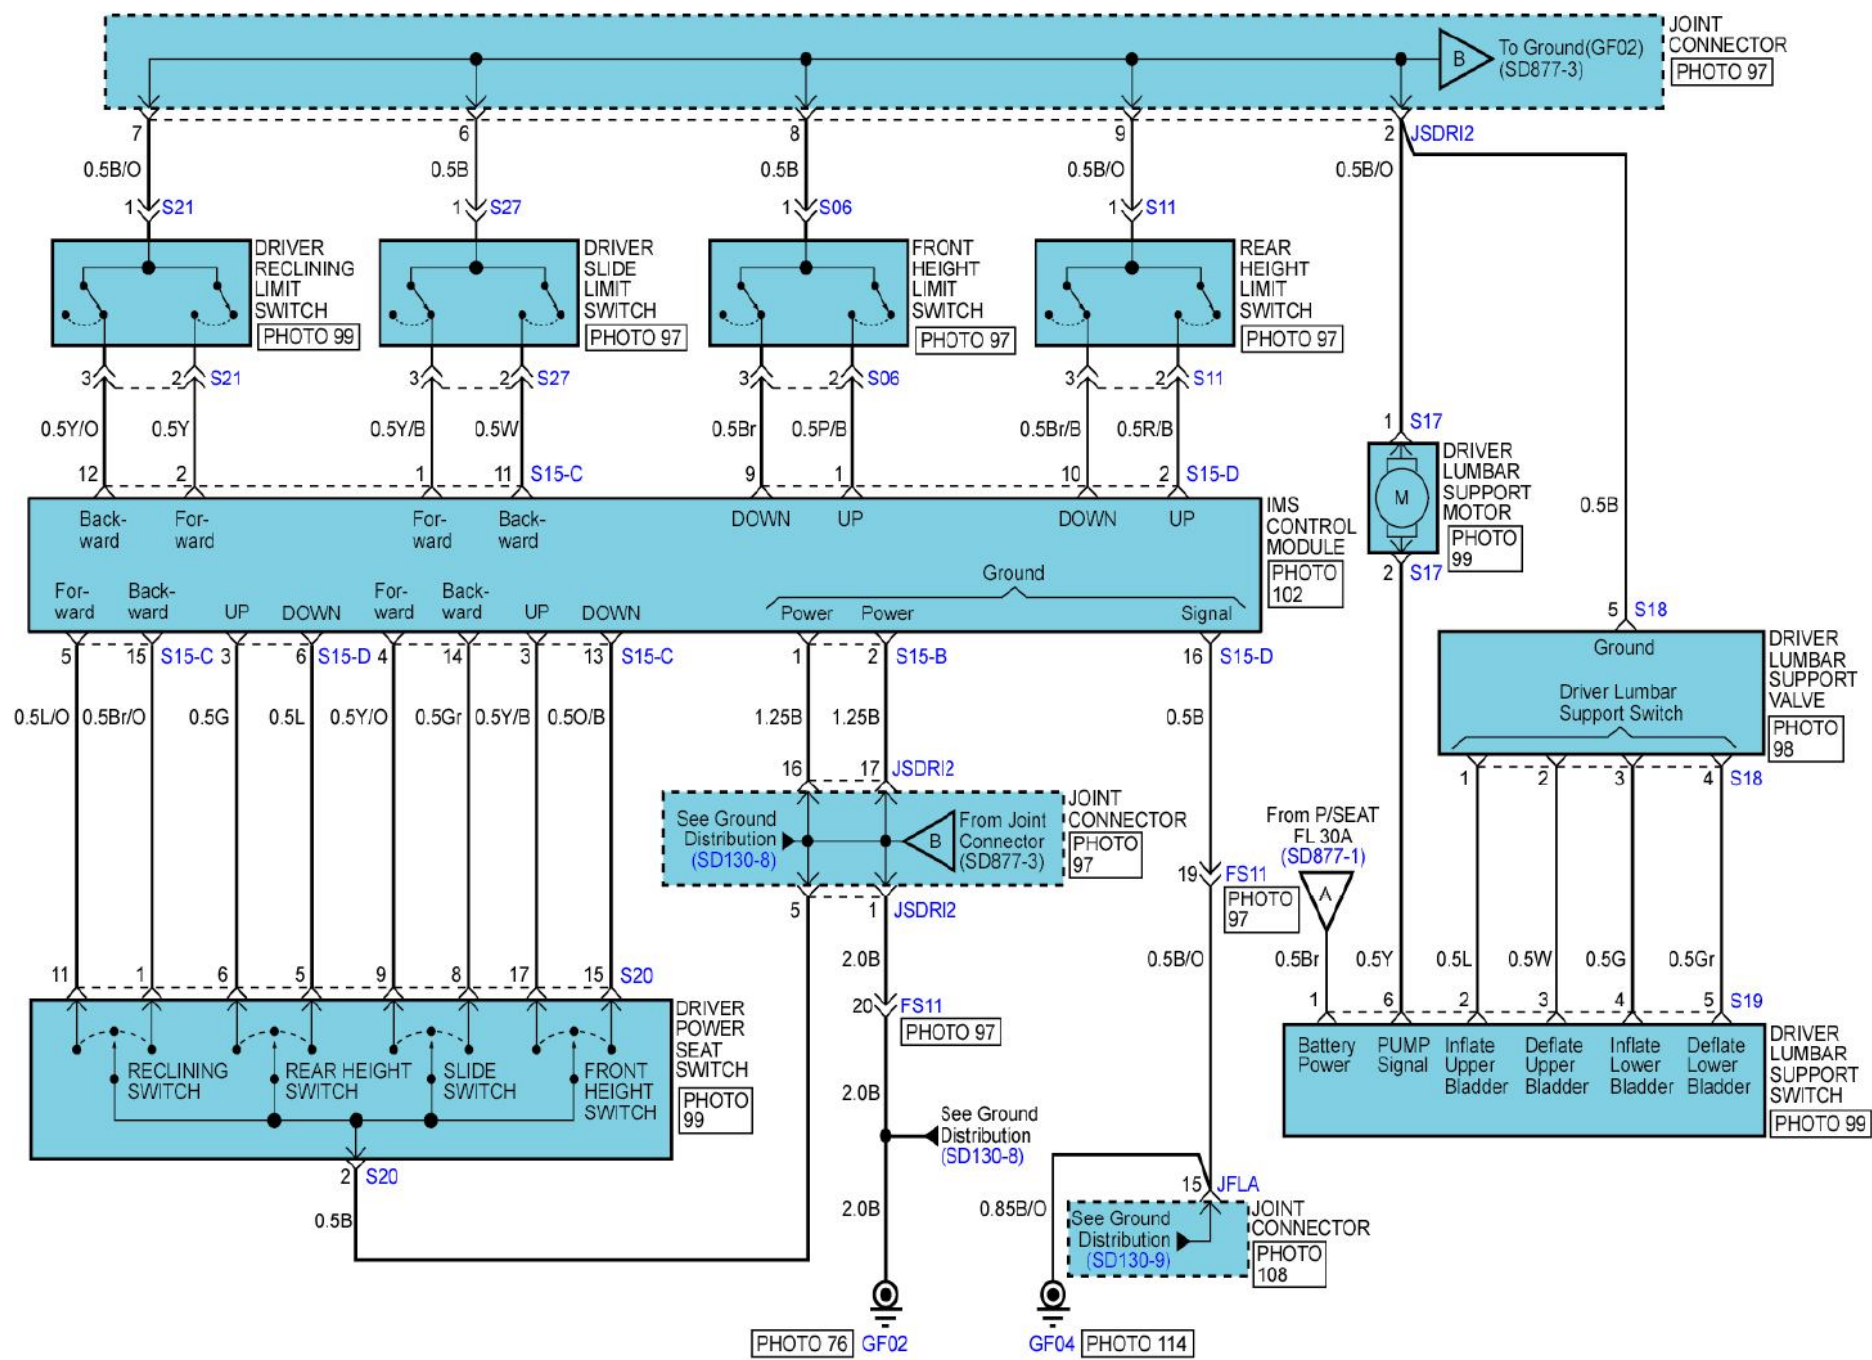 JOINT
CONNECTOR
PHOTO 97
B
To Ground(GF02)
(SD877-3)
7
6
8
9
2
JSDRI2
0.5B/O
0.5B
0.5B
0.5B/O
0.5B/O
1
S21
1
S27
1
S06
1
S11
DRIVER
RECLINING
LIMIT
SWITCH
PHOTO 99
DRIVER
SLIDE
LIMIT
SWITCH
PHOTO 97
FRONT
HEIGHT
LIMIT
SWITCH
PHOTO 97
REAR
HEIGHT
LIMIT
SWITCH
PHOTO 97
3
2
S21
3
2
S27
3
2
S06
3
2
S11
0.5Y/O
0.5Y
0.5Y/B
0.5W
0.5Br
0.5P/B
0.5Br/B
0.5R/B
12
2
1
11
S15-C
9
1
10
2
S15-D
1
S17
DRIVER
LUMBAR
SUPPORT
MOTOR
PHOTO
99
M
2
S17
0.5B
Back-
ward
For-
ward
For-
ward
Back-
ward
DOWN
UP
DOWN
UP
IMS
CONTROL
MODULE
PHOTO
102
For-
ward
Back-
ward
UP
DOWN
For-
ward
Back-
ward
UP
DOWN
Ground
Power
Power
Signal
5
15
S15-C
3
6
S15-D
4
14
3
13
S15-C
1
2
S15-B
16
S15-D
5
S18
Ground
Driver Lumbar
Support Switch
DRIVER
LUMBAR
SUPPORT
VALVE
PHOTO
98
0.5L/O
0.5Br/O
0.5G
0.5L
0.5Y/O
0.5Gr
0.5Y/B
0.5O/B
1.25B
1.25B
0.5B
16
17
JSDRI2
1
2
3
4
S18
See Ground
Distribution
(SD130-8)
B
From Joint
Connector
(SD877-3)
JOINT
CONNECTOR
PHOTO
97
5
1
JSDRI2
From P/SEAT
FL 30A
(SD877-1)
A
19
FS11
PHOTO
97
2.0B
0.5B/O
0.5Br
0.5Y
0.5L
0.5W
0.5G
0.5Gr
11
1
6
5
9
8
17
15
S20
20
FS11
PHOTO 97
1
6
2
3
4
5
S19
RECLINING
SWITCH
REAR HEIGHT
SWITCH
SLIDE
SWITCH
FRONT
HEIGHT
SWITCH
DRIVER
POWER
SEAT
SWITCH
PHOTO
99
Battery
Power
PUMP
Signal
Inflate
Upper
Bladder
Deflate
Upper
Bladder
Inflate
Lower
Bladder
Deflate
Lower
Bladder
DRIVER
LUMBAR
SUPPORT
SWITCH
PHOTO 99
2.0B
See Ground
Distribution
(SD130-8)
2
S20
0.5B
2.0B
0.85B/O
15
JFLA
See Ground
Distribution
(SD130-9)
JOINT
CONNECTOR
PHOTO
108
PHOTO 76
GF02
GF04
PHOTO 114